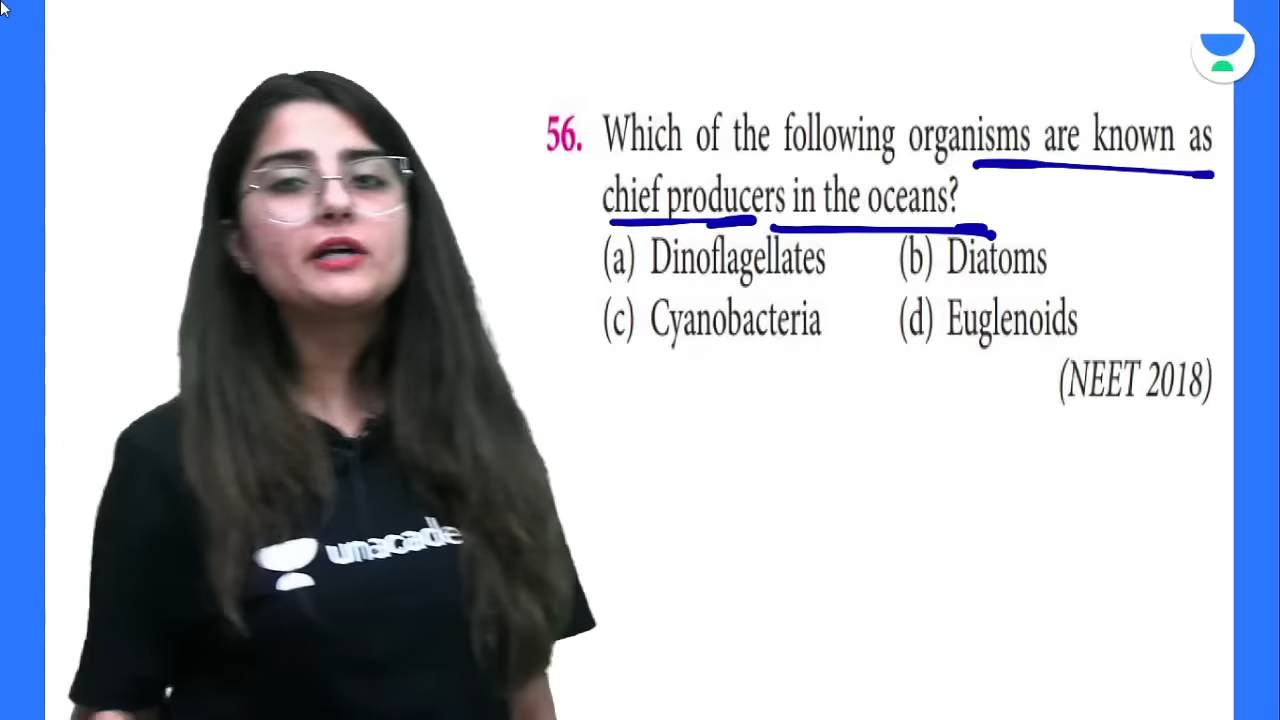 56. Which of the following organisms are known as
chief producers in the oceans?
(a) Dinoflagellates (b) Diatoms
(c) Cyanobacteria (d) Euglenoids
(NEET 2018)
unacade